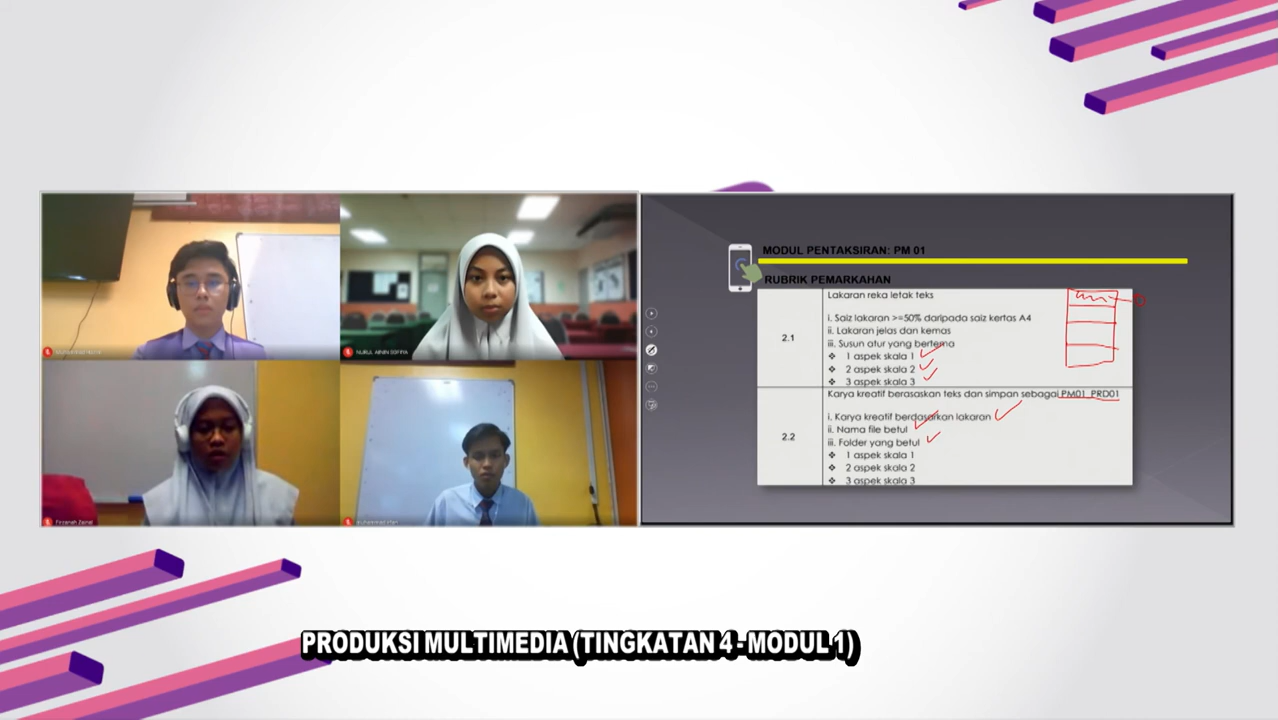 MODUL PENTAKSIRAN: PM 01
RUBRIK PEMARKAHAN
2.1
Lakaran reka letak teks
i. Saiz lakaran >=50% daripada saiz kertas A4
ii. Lakaran jelas dan kemas
iii. Susun atur yang bertema
❖ 1 aspek skala 1
❖ 2 aspek skala 2
❖ 3 aspek skala 3
2.2
Karya kreatif berasaskan teks dan simpan sebagai PM01_PRD01
i. Karya kreatif berdasarkan lakaran
ii. Nama file betul
iii. Folder yang betul
❖ 1 aspek skala 1
❖ 2 aspek skala 2
❖ 3 aspek skala 3
NURUL AININ SOFIYA
PRODUKSI MULTIMEDIA (TINGKATAN 4 - MODUL 1)